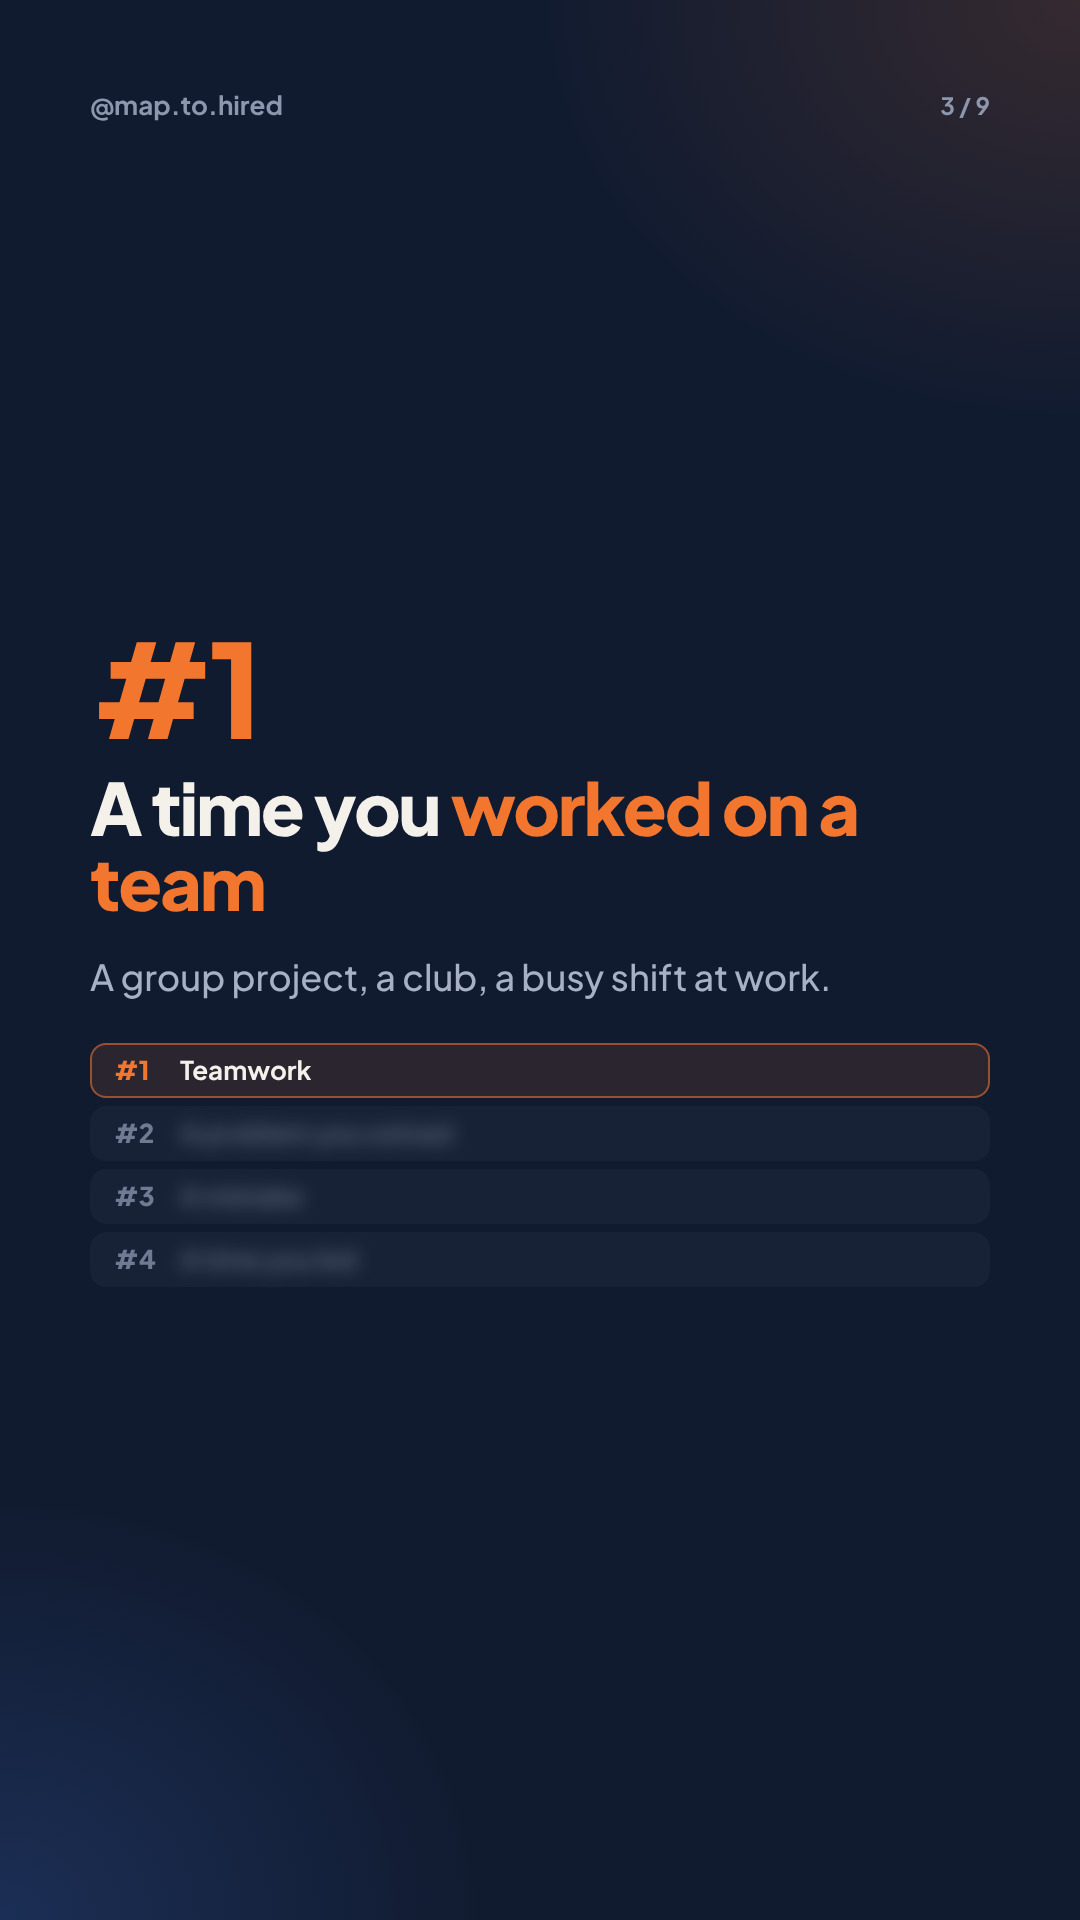 @map.to.hired
3 / 9
#1
A time you worked on a
team
A group project, a club, a busy shift at work.
#1 Teamwork
#2
#3
#4